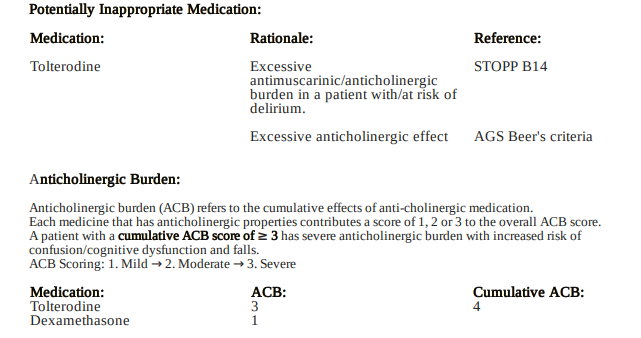 Potentially Inappropriate Medication:
Medication: Rationale: Reference:
Tolterodine Excessive STOPP B14
antimuscarinic/anticholinergic
burden in a patient with/at risk of
delirium.
Excessive anticholinergic effect AGS Beer's criteria
Anticholinergic Burden:
Anticholinergic burden (ACB) refers to the cumulative effects of anti-cholinergic medication.
Each medicine that has anticholinergic properties contributes a score of 1, 2 or 3 to the overall ACB score.
A patient with a cumulative ACB score of ≥ 3 has severe anticholinergic burden with increased risk of
confusion/cognitive dysfunction and falls.
ACB Scoring: 1. Mild → 2. Moderate → 3. Severe
Medication: ACB: Cumulative ACB:
Tolterodine 3 4
Dexamethasone 1